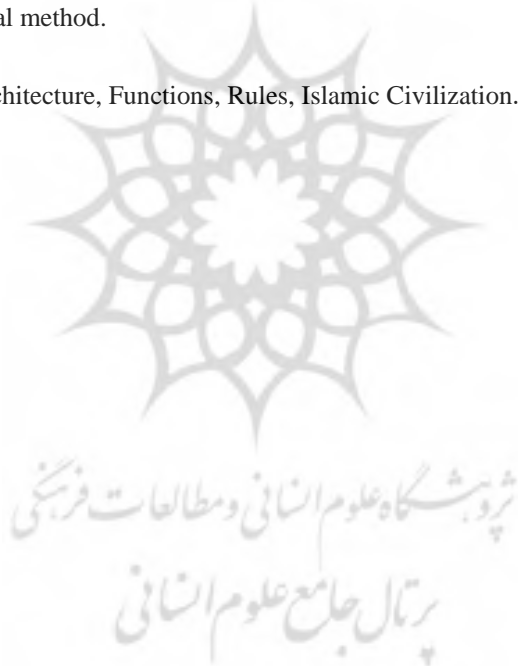 al method.
chitecture, Functions, Rules, Islamic Civilization.
پژوهشگاه علوم انسانی و مطالعات فرهنگی
پرتال جامع علوم انسانی